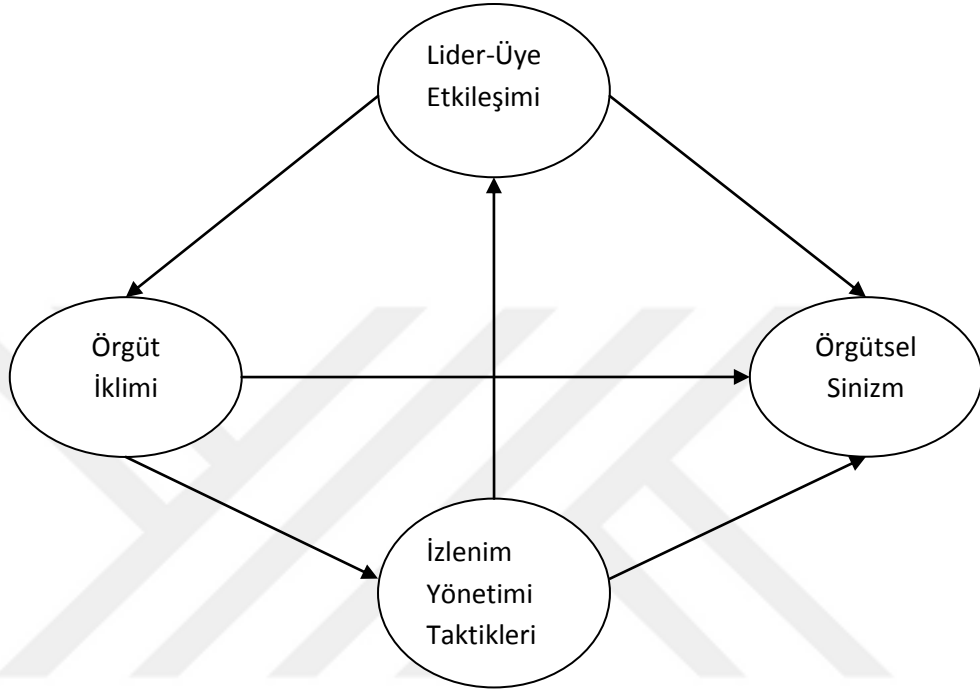 Lider-Üye
Etkileşimi
Örgüt
İklimi
Örgütsel
Sinizm
İzlenim
Yönetimi
Taktikleri